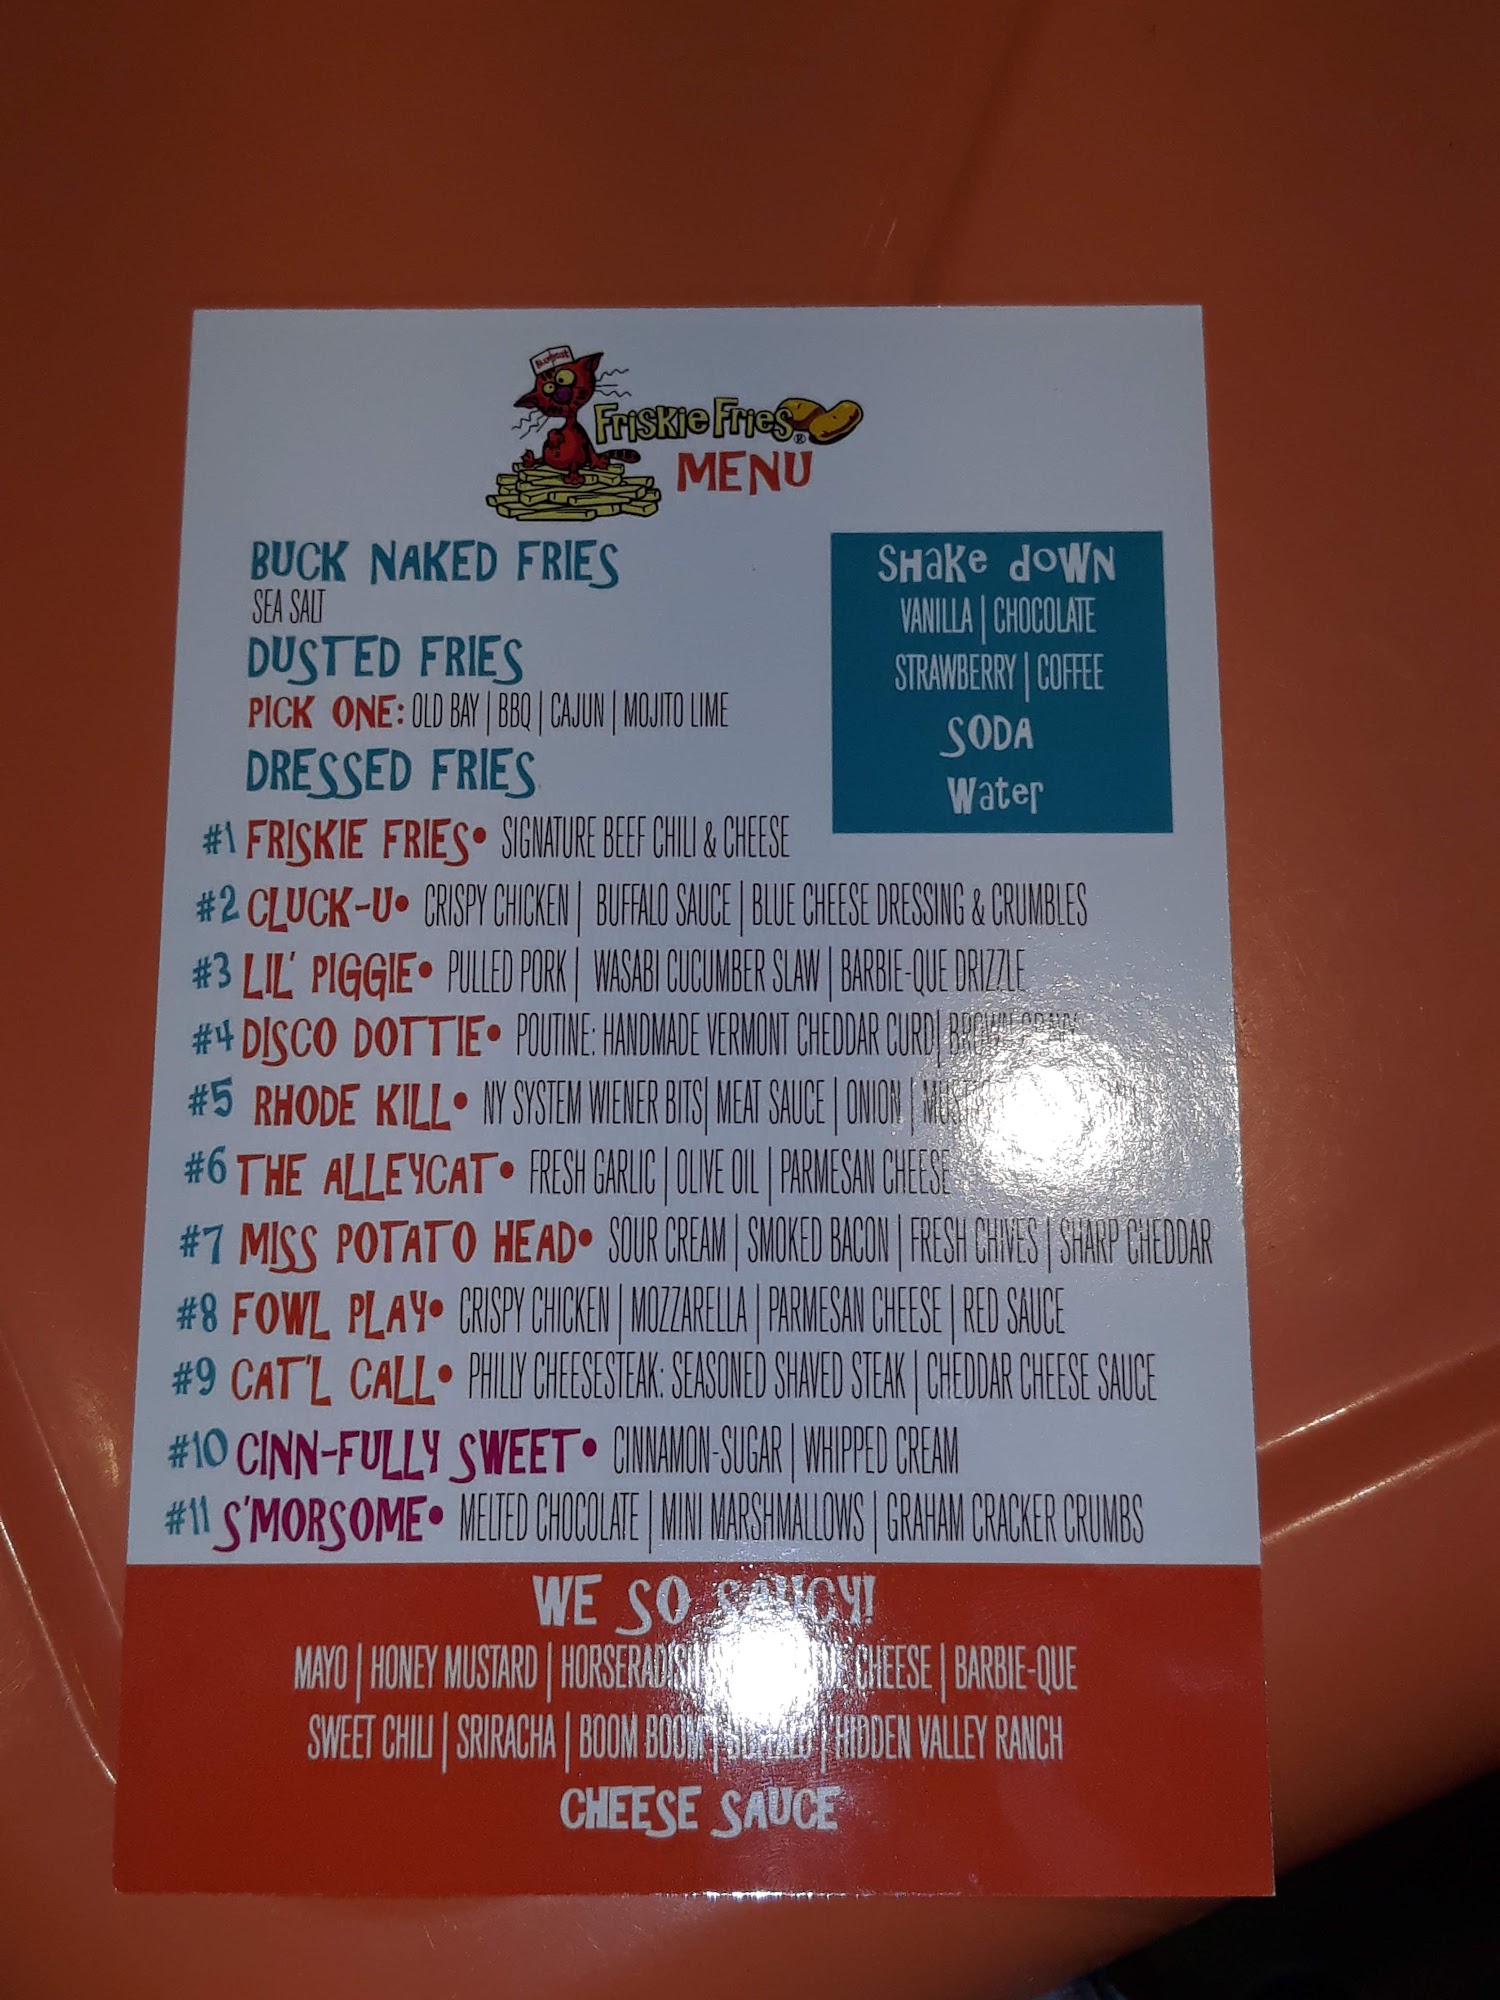 Friskie Fries®
MENU
BUCK NAKED FRIES
SEA SALT
DUSTED FRIES
PICK ONE: OLD BAY | BBQ | CAJUN | MOJITO LIME
DRESSED FRIES
SHake doWN
VANILLA | CHOCOLATE
STRAWBERRY | COFFEE
SODA
Water
#1 FRISKIE FRIES• SIGNATURE BEEF CHILI & CHEESE
#2 CLUCK-U• CRISPY CHICKEN | BUFFALO SAUCE | BLUE CHEESE DRESSING & CRUMBLES
#3 LIL' PIGGIE• PULLED PORK | WASABI CUCUMBER SLAW | BARBIE-QUE DRIZZLE
#4 DISCO DOTTIE• POUTINE: HANDMADE VERMONT CHEDDAR CURD| BROWN GRAVY
#5 RHODE KILL• NY SYSTEM WIENER BITS| MEAT SAUCE | ONION |
#6 THE ALLEYCAT• FRESH GARLIC | OLIVE OIL | PARMESAN CHEESE
#7 MISS POTATO HEAD• SOUR CREAM | SMOKED BACON | FRESH CHIVES | SHARP CHEDDAR
#8 FOWL PLAY• CRISPY CHICKEN | MOZZARELLA | PARMESAN CHEESE | RED SAUCE
#9 CAT'L CALL• PHILLY CHEESESTEAK: SEASONED SHAVED STEAK | CHEDDAR CHEESE SAUCE
#10 CINN-FULLY SWEET• CINNAMON-SUGAR | WHIPPED CREAM
#11 S'MORSOME• MELTED CHOCOLATE | MINI MARSHMALLOWS | GRAHAM CRACKER CRUMBS
WE SO SAUCY!
MAYO | HONEY MUSTARD | HORSERADISH CHEESE | BARBIE-QUE
SWEET CHILI | SRIRACHA | BOOM BOOM | BUFFALO | HIDDEN VALLEY RANCH
CHEESE SAUCE